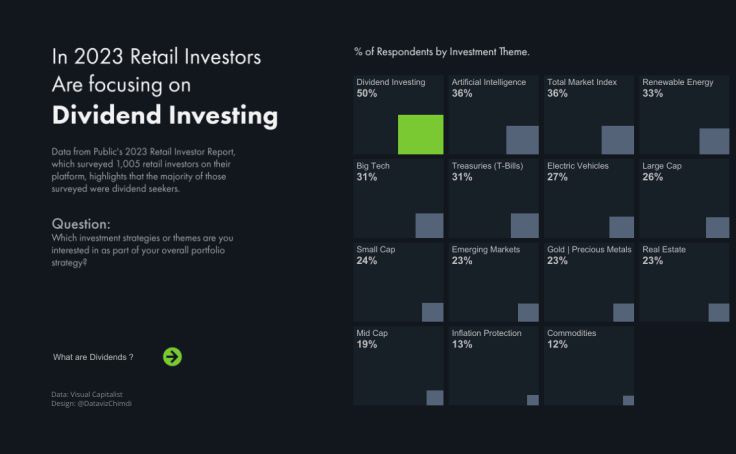 In 2023 Retail Investors
Are focusing on
Dividend Investing
Data from Public's 2023 Retail Investor Report,
which surveyed 1,005 retail investors on their
platform, highlights that the majority of those
surveyed were dividend seekers.
Question:
Which investment strategies or themes are you
interested in as part of your overall portfolio
strategy?
What are Dividends ?
Data: Visual Capitalist
Design: @DatavizChimdi
% of Respondents by Investment Theme.
Dividend Investing
50%
Artificial Intelligence
36%
Total Market Index
36%
Renewable Energy
33%
Big Tech
31%
Treasuries (T-Bills)
31%
Electric Vehicles
27%
Large Cap
26%
Small Cap
24%
Emerging Markets
23%
Gold | Precious Metals
23%
Real Estate
23%
Mid Cap
19%
Inflation Protection
13%
Commodities
12%